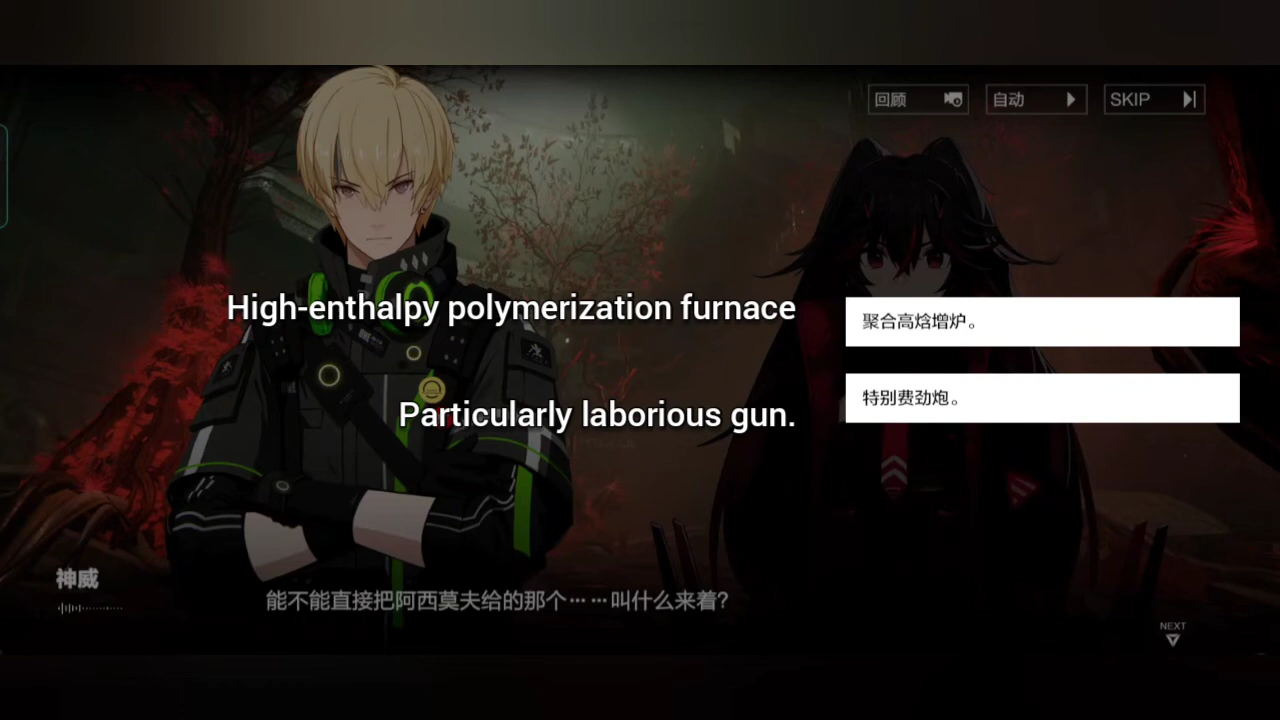 回顾
自动
SKIP
High-enthalpy polymerization furnace
聚合高焓增炉。
特别费劲炮。
Particularly laborious gun.
神威
能不能直接把阿西莫夫给的那个……叫什么来着?
NEXT